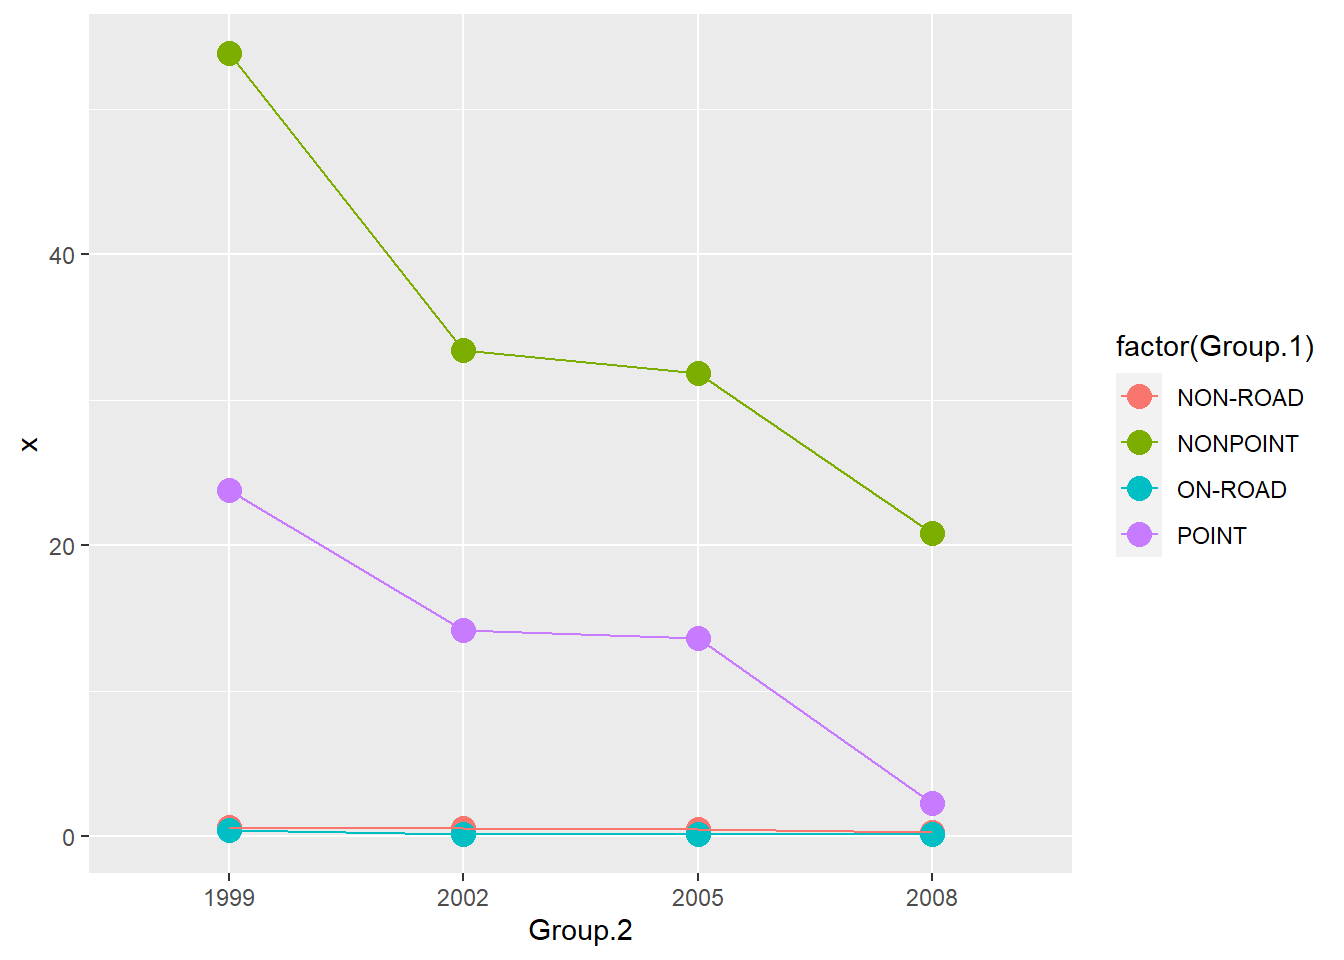 40
20
0
x
1999 2002 2005 2008
Group.2
factor(Group.1)
NON-ROAD
NONPOINT
ON-ROAD
POINT